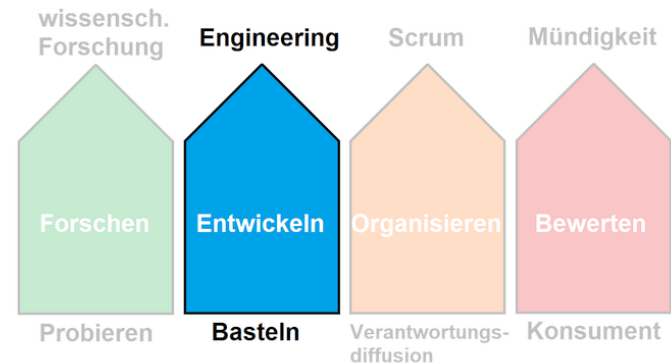 wissensch.
Forschung
Engineering
Scrum
Mündigkeit
Forschen
Entwickeln
Organisieren
Bewerten
Probieren
Basteln
Verantwortungs-
diffusion
Konsument